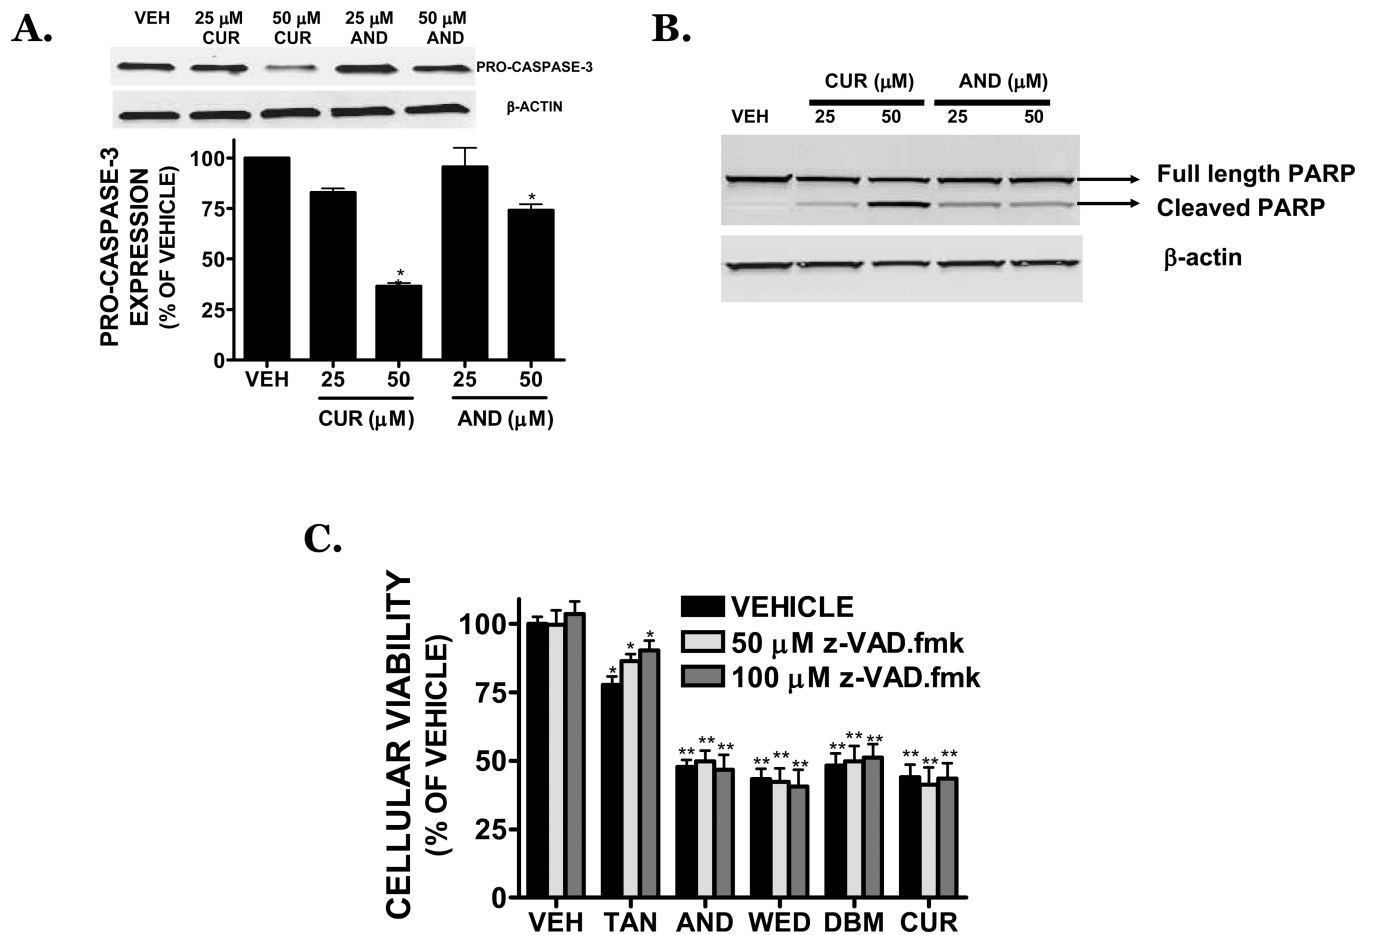 A.
VEH 25 μM 50 μM 25 μM 50 μM
CUR CUR AND AND
PRO-CASPASE-3
β-ACTIN
PRO-CASPASE-3
EXPRESSION
(% OF VEHICLE)
100
75
50
25
0
*
*
*
VEH 25 50 25 50
CUR (μM) AND (μM)
B.
CUR (μM) AND (μM)
VEH 25 50 25 50
Full length PARP
Cleaved PARP
β-actin
C.
CELLULAR VIABILITY
(% OF VEHICLE)
100
75
50
25
0
VEHICLE
50 μM z-VAD.fmk
100 μM z-VAD.fmk
* * *
** ** ** ** ** ** ** ** ** ** ** **
VEH TAN AND WED DBM CUR